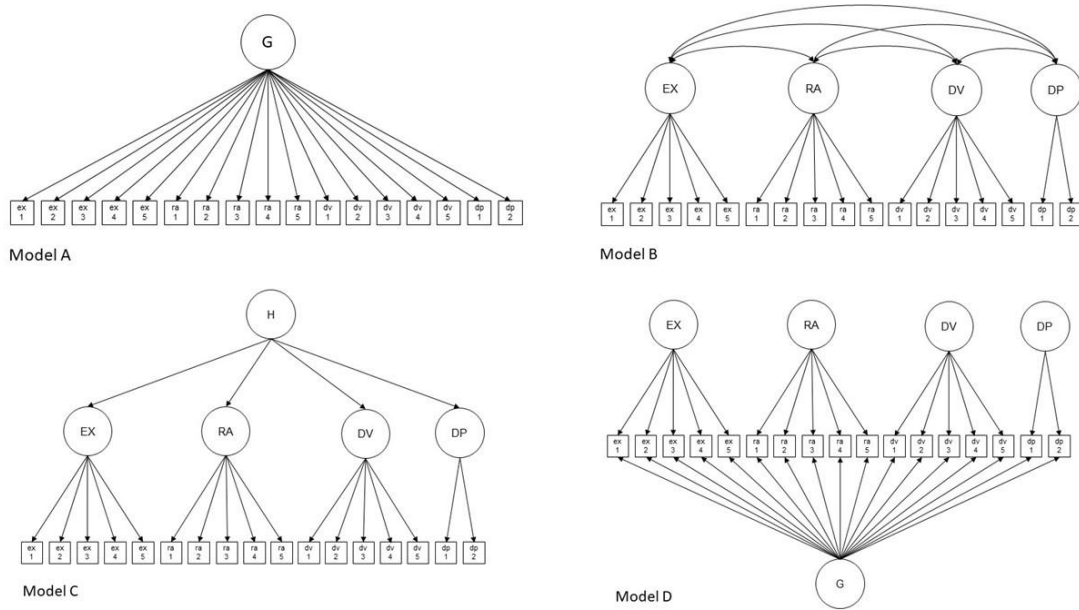 G
ex ex ex ex ex ra ra ra ra ra dv dv dv dv dv dp dp
1 2 3 4 5 1 2 3 4 5 1 2 3 4 5 1 2
Model A
EX RA DV DP
ex ex ex ex ex ra ra ra ra ra dv dv dv dv dv dp dp
1 2 3 4 5 1 2 3 4 5 1 2 3 4 5 1 2
Model B
H
EX RA DV DP
ex ex ex ex ex ra ra ra ra ra dv dv dv dv dv dp dp
1 2 3 4 5 1 2 3 4 5 1 2 3 4 5 1 2
Model C
EX RA DV DP
ex ex ex ex ex ra ra ra ra ra dv dv dv dv dv dp dp
1 2 3 4 5 1 2 3 4 5 1 2 3 4 5 1 2
G
Model D